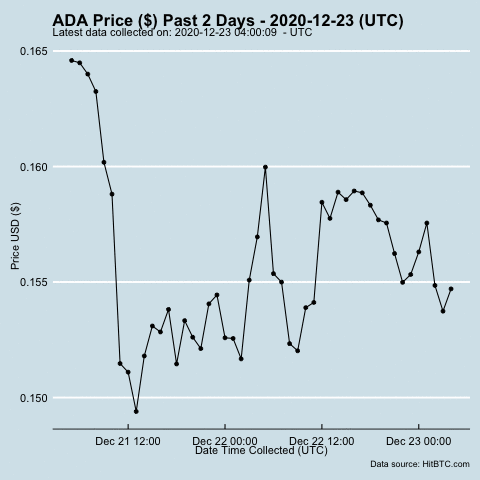 ADA Price ($) Past 2 Days - 2020-12-23 (UTC)
Latest data collected on: 2020-12-23 04:00:09 - UTC
0.165
0.160
0.155
0.150
Price USD ($)
Dec 21 12:00 Dec 22 00:00 Dec 22 12:00 Dec 23 00:00
Date Time Collected (UTC)
Data source: HitBTC.com